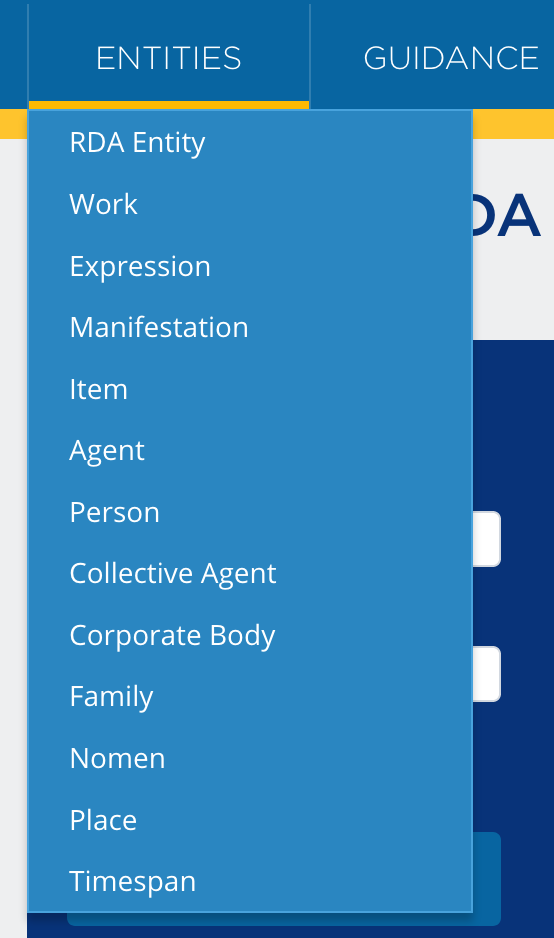 ENTITIES
GUIDANCE
RDA Entity
Work
Expression
Manifestation
Item
Agent
Person
Collective Agent
Corporate Body
Family
Nomen
Place
Timespan